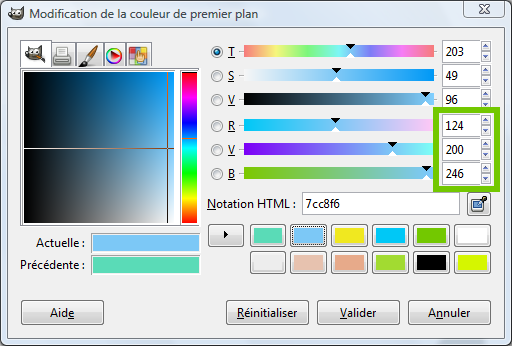 Modification de la couleur de premier plan
T 203
S 49
V 96
R 124
V 200
B 246
Notation HTML : 7cc8f6
Actuelle :
Précédente :
Aide Réinitialiser Valider Annuler